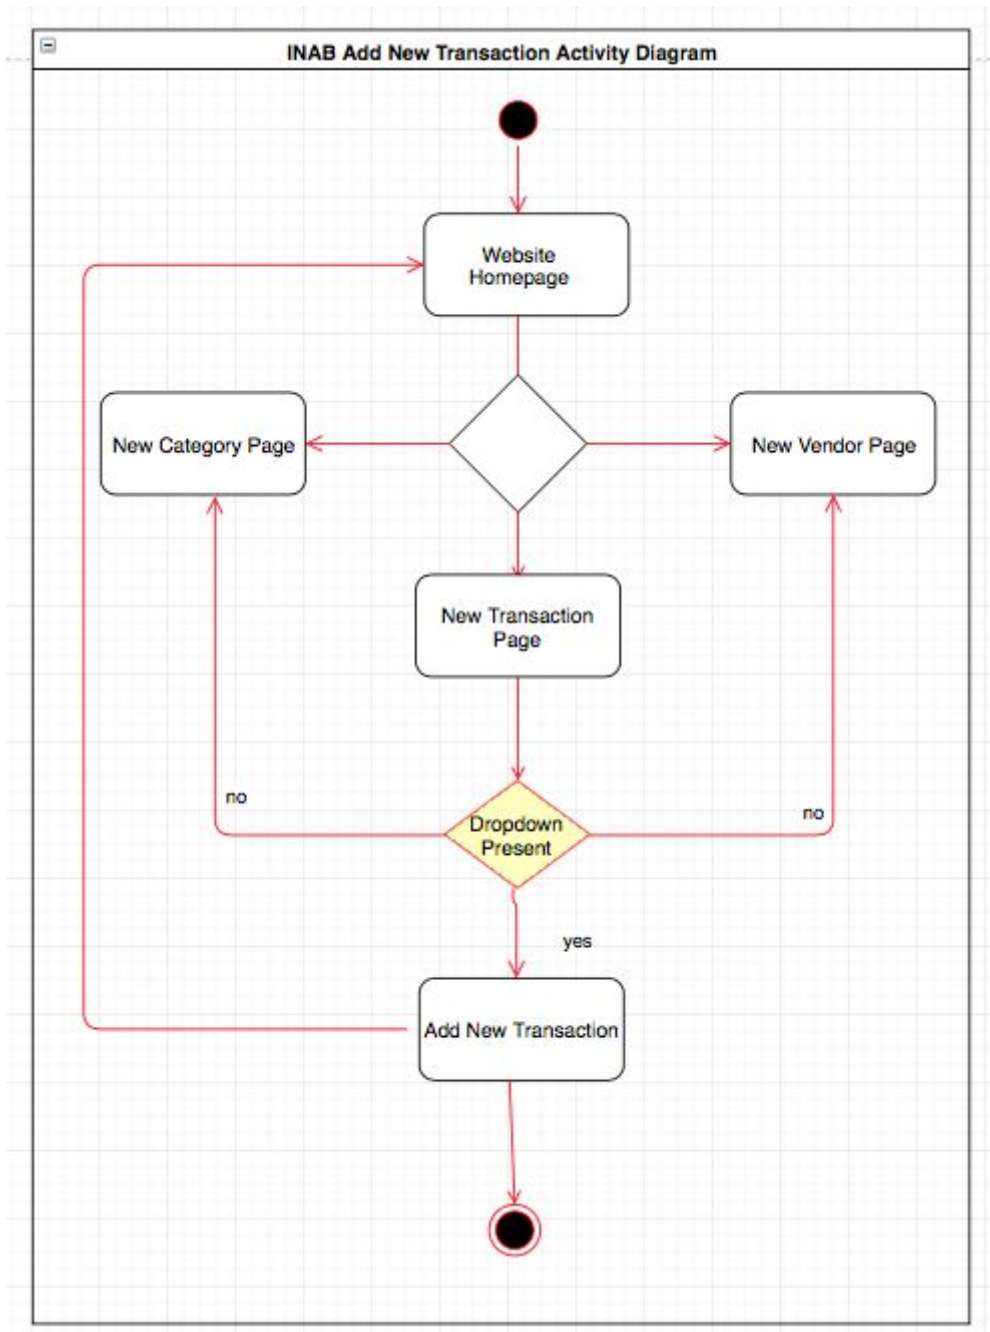 INAB Add New Transaction Activity Diagram
Website
Homepage
New Category Page
New Vendor Page
New Transaction
Page
no
no
Dropdown
Present
yes
Add New Transaction